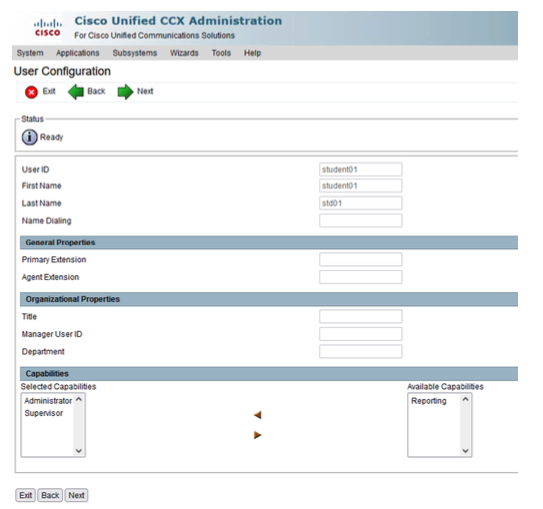 CISCO
Cisco Unified CCX Administration
For Cisco Unified Communications Solutions
System Applications Subsystems Wizards Tools Help
User Configuration
Exit Back Next
Status
Ready
User ID student01
First Name student01
Last Name std01
Name Dialing
General Properties
Primary Extension
Agent Extension
Organizational Properties
Title
Manager User ID
Department
Capabilities
Selected Capabilities Available Capabilities
Administrator Reporting
Supervisor
Exit Back Next